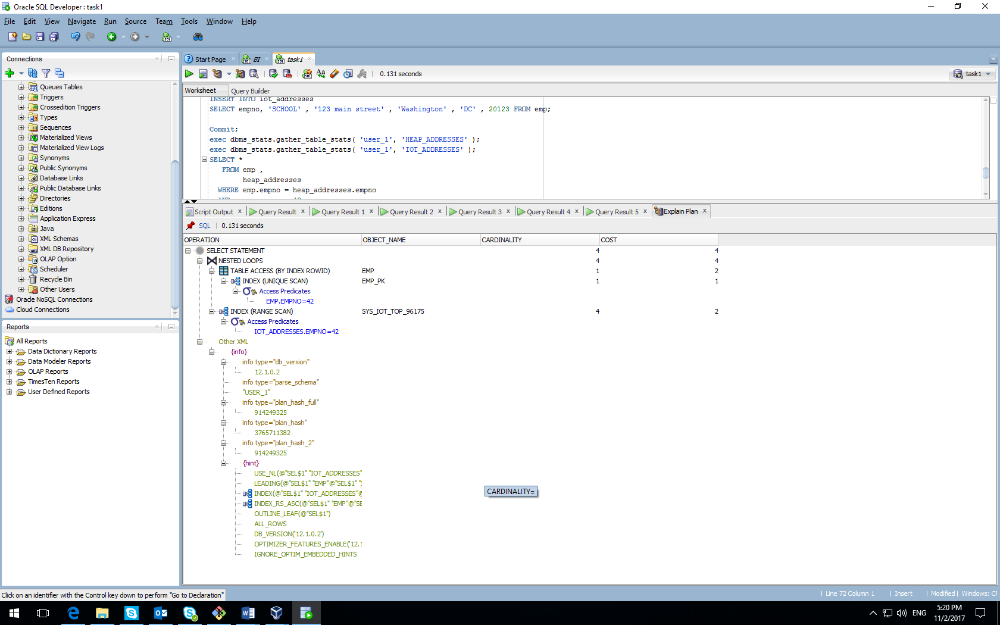 Oracle SQL Developer : task1
File Edit View Navigate Run Source Team Tools Window Help
Connections
Queues Tables
Triggers
Crossedition Triggers
Types
Sequences
Materialized Views
Materialized View Logs
Synonyms
Public Synonyms
Database Links
Public Database Links
Directories
Editions
Application Express
Java
XML Schemas
XML DB Repository
OLAP Option
Scheduler
Recycle Bin
Other Users
Oracle NoSQL Connections
Cloud Connections
Reports
All Reports
Data Dictionary Reports
Data Modeler Reports
OLAP Reports
TimesTen Reports
User Defined Reports
Start Page BI task1
0.131 seconds
task1
Worksheet Query Builder
INSERT INTO iot_addresses
SELECT empno, 'SCHOOL' , '123 main street' , 'Washington' , 'DC' , 20123 FROM emp;
Commit;
exec dbms_stats.gather_table_stats( 'user_1', 'HEAP_ADDRESSES' );
exec dbms_stats.gather_table_stats( 'user_1', 'IOT_ADDRESSES' );
SELECT *
FROM emp ,
heap_addresses
WHERE emp.empno = heap_addresses.empno
Script Output Query Result Query Result 1 Query Result 2 Query Result 3 Query Result 4 Query Result 5 Explain Plan
SQL 0.131 seconds
OPERATION OBJECT_NAME CARDINALITY COST
SELECT STATEMENT 4 4
NESTED LOOPS 4 4
TABLE ACCESS (BY INDEX ROWID) EMP 1 2
INDEX (UNIQUE SCAN) EMP_PK 1 1
Access Predicates
EMP.EMPNO=42
INDEX (RANGE SCAN) SYS_IOT_TOP_96175 4 2
Access Predicates
IOT_ADDRESSES.EMPNO=42
Other XML
{info}
info type="db_version"
12.1.0.2
info type="parse_schema"
"USER_1"
info type="plan_hash_full"
914249325
info type="plan_hash"
3765711382
info type="plan_hash_2"
914249325
{hint}
USE_NL(@"SEL$1" "IOT_ADDRESSES"
LEADING(@"SEL$1" "EMP"@"SEL$1" "
INDEX(@"SEL$1" "IOT_ADDRESSES"@
INDEX_RS_ASC(@"SEL$1" "EMP"@"SE
OUTLINE_LEAF(@"SEL$1")
ALL_ROWS
DB_VERSION('12.1.0.2')
OPTIMIZER_FEATURES_ENABLE('12.1
IGNORE_OPTIM_EMBEDDED_HINTS
CARDINALITY=
Click on an identifier with the Control key down to perform "Go to Declaration"
Line 72 Column 1 Insert Modified Windows: CF
ENG
5:20 PM
11/2/2017